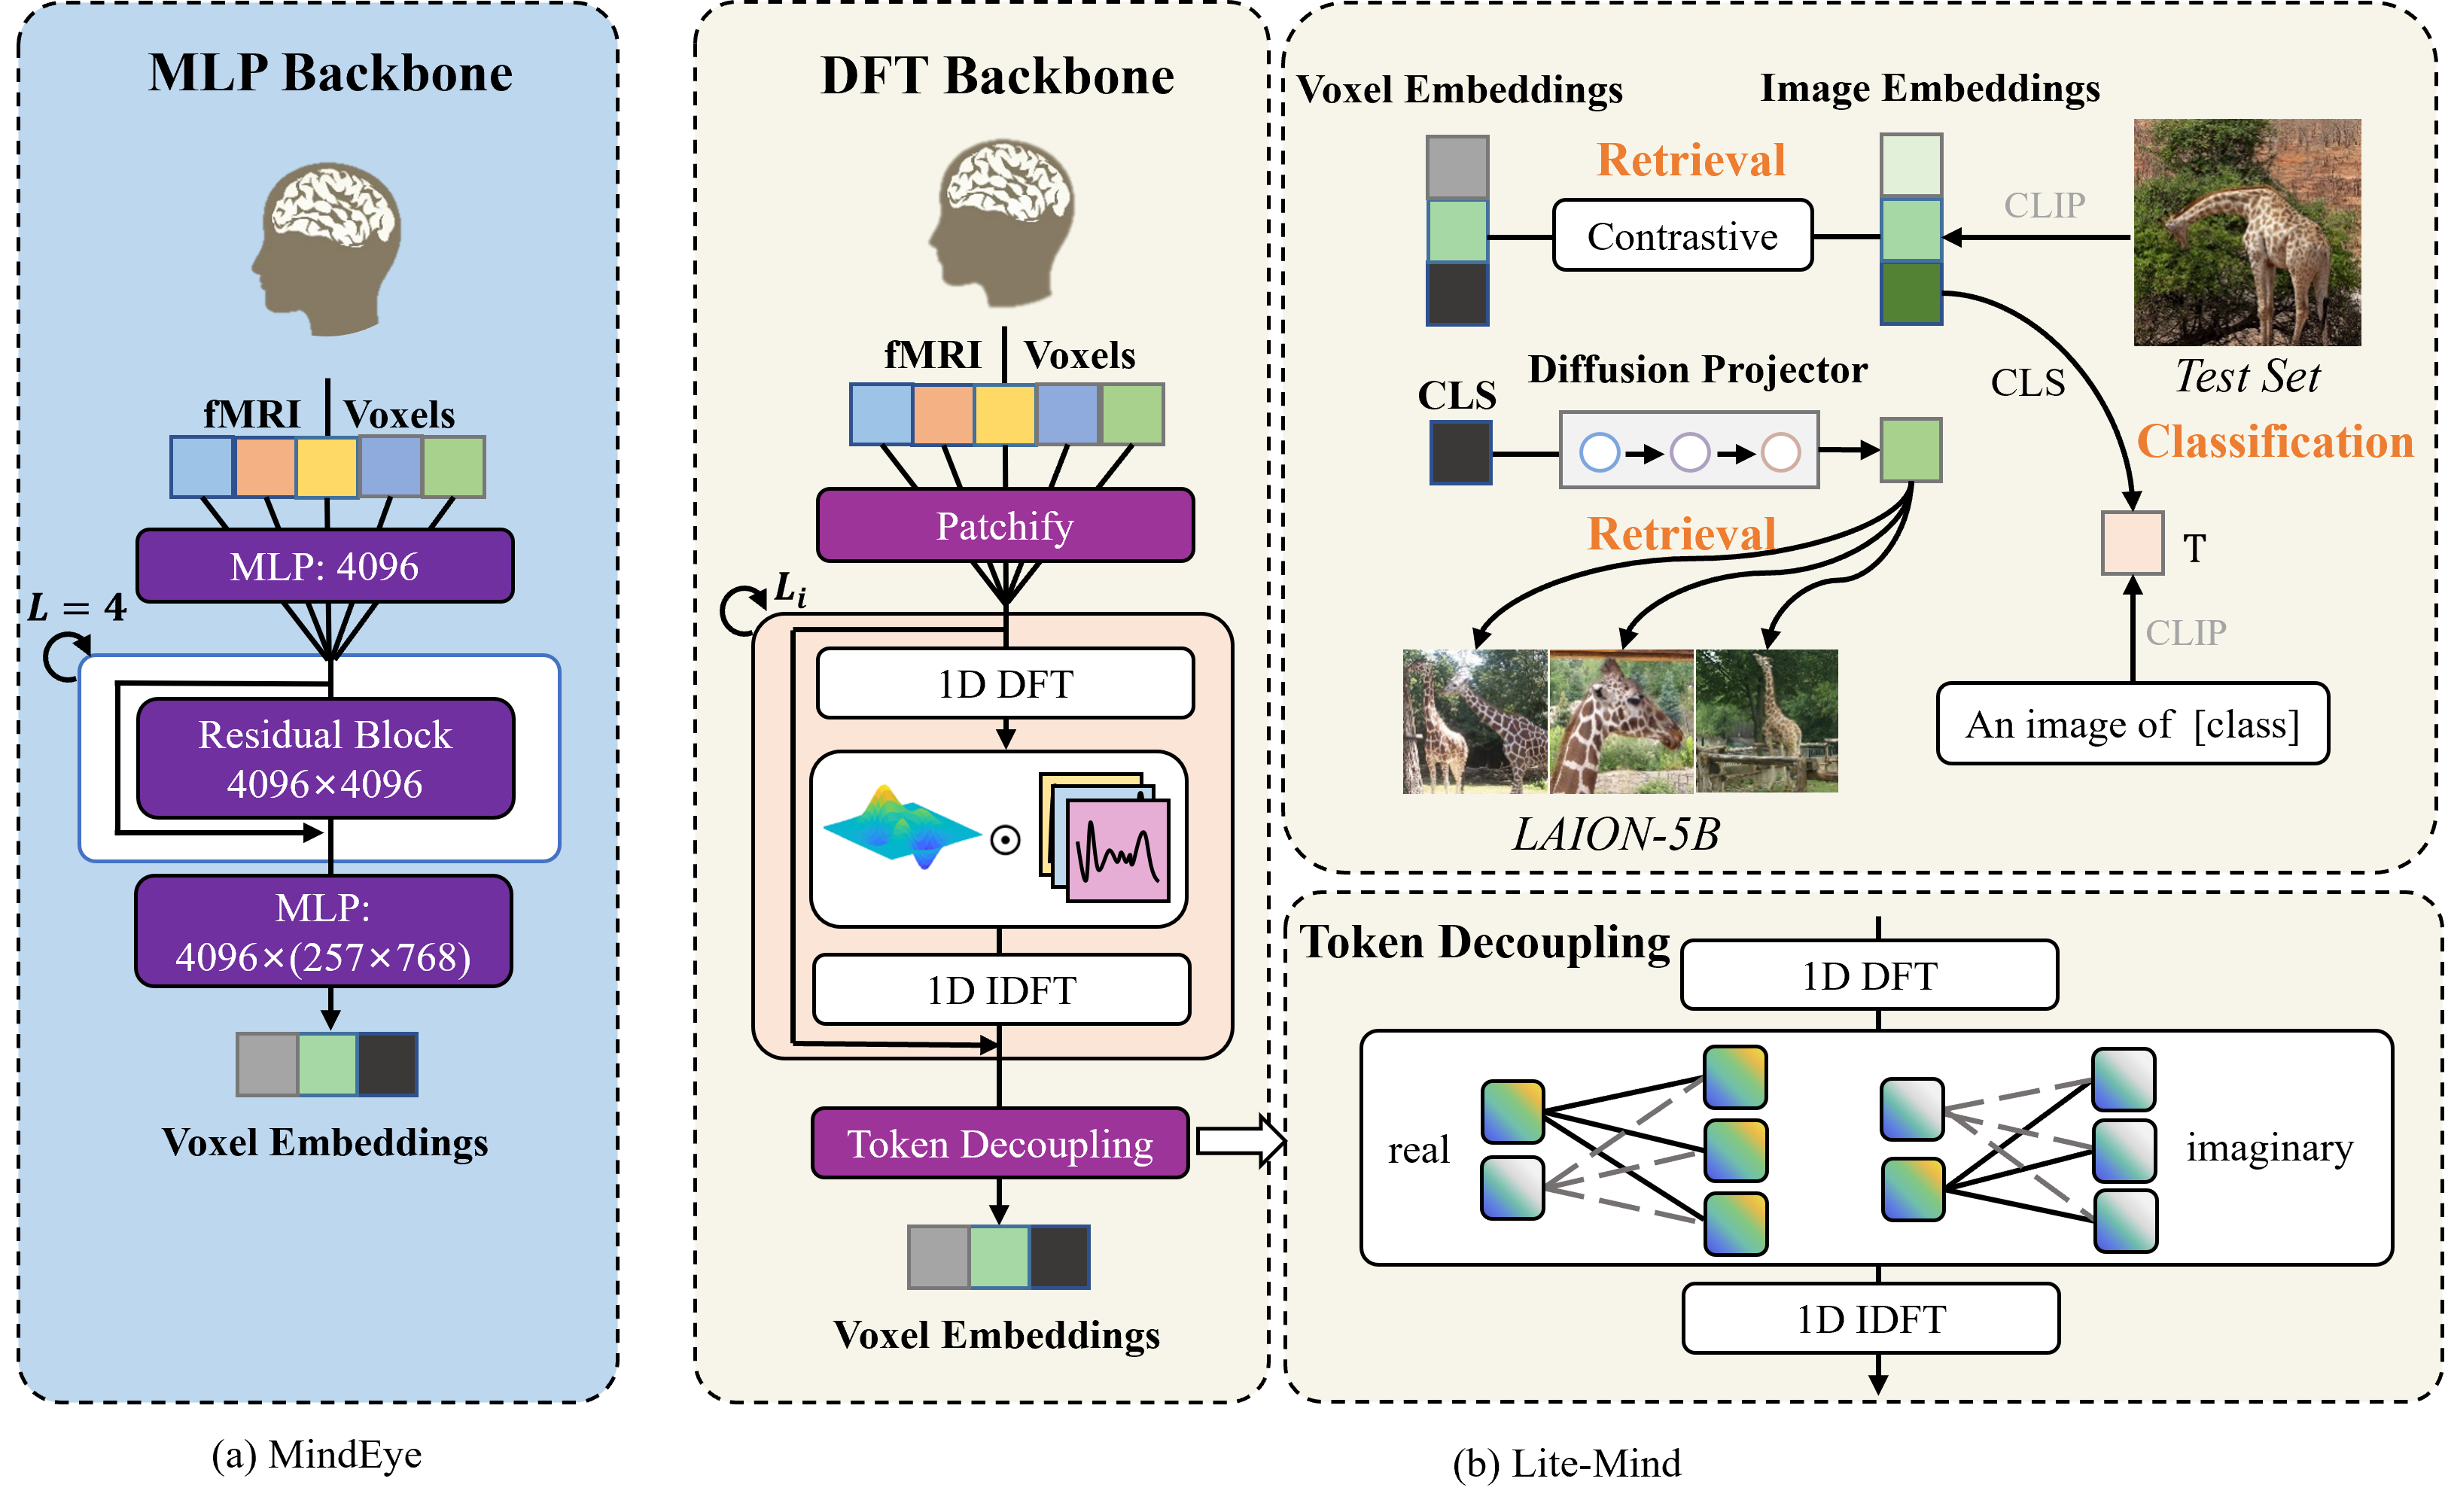 MLP Backbone
fMRI Voxels
MLP: 4096
L = 4
Residual Block
4096×4096
MLP:
4096×(257×768)
Voxel Embeddings
(a) MindEye
DFT Backbone
fMRI Voxels
Patchify
Lᵢ
1D DFT
1D IDFT
Token Decoupling
Voxel Embeddings
Voxel Embeddings
Image Embeddings
Retrieval
Contrastive
CLIP
Test Set
CLS
Diffusion Projector
CLS
Classification
Retrieval
T
CLIP
An image of [class]
LAION-5B
Token Decoupling
1D DFT
real
imaginary
1D IDFT
(b) Lite-Mind